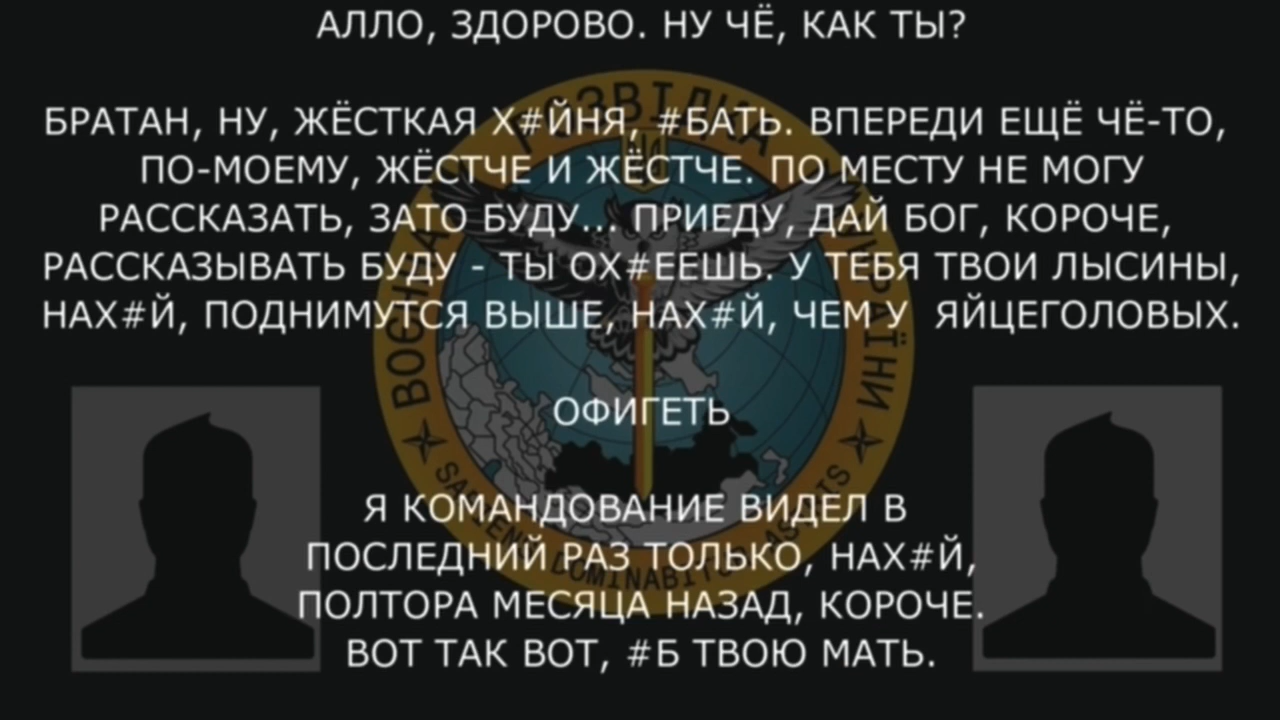 АЛЛО, ЗДОРОВО. НУ ЧЁ, КАК ТЫ?
БРАТАН, НУ, ЖЁСТКАЯ Х#ЙНЯ, #БАТЬ. ВПЕРЕДИ ЕЩЁ ЧЁ-ТО,
ПО-МОЕМУ, ЖЁСТЧЕ И ЖЁСТЧЕ. ПО МЕСТУ НЕ МОГУ
РАССКАЗАТЬ, ЗАТО БУДУ... ПРИЕДУ, ДАЙ БОГ, КОРОЧЕ,
РАССКАЗЫВАТЬ БУДУ - ТЫ ОХ#ЕЕШЬ. У ТЕБЯ ТВОИ ЛЫСИНЫ,
НАХ#Й, ПОДНИМУТСЯ ВЫШЕ, НАХ#Й, ЧЕМ У ЯЙЦЕГОЛОВЫХ.
ОФИГЕТЬ
Я КОМАНДОВАНИЕ ВИДЕЛ В
ПОСЛЕДНИЙ РАЗ ТОЛЬКО, НАХ#Й,
ПОЛТОРА МЕСЯЦА НАЗАД, КОРОЧЕ.
ВОТ ТАК ВОТ, #Б ТВОЮ МАТЬ.
ВОЄННА РОЗВІДКА УКРАЇНИ